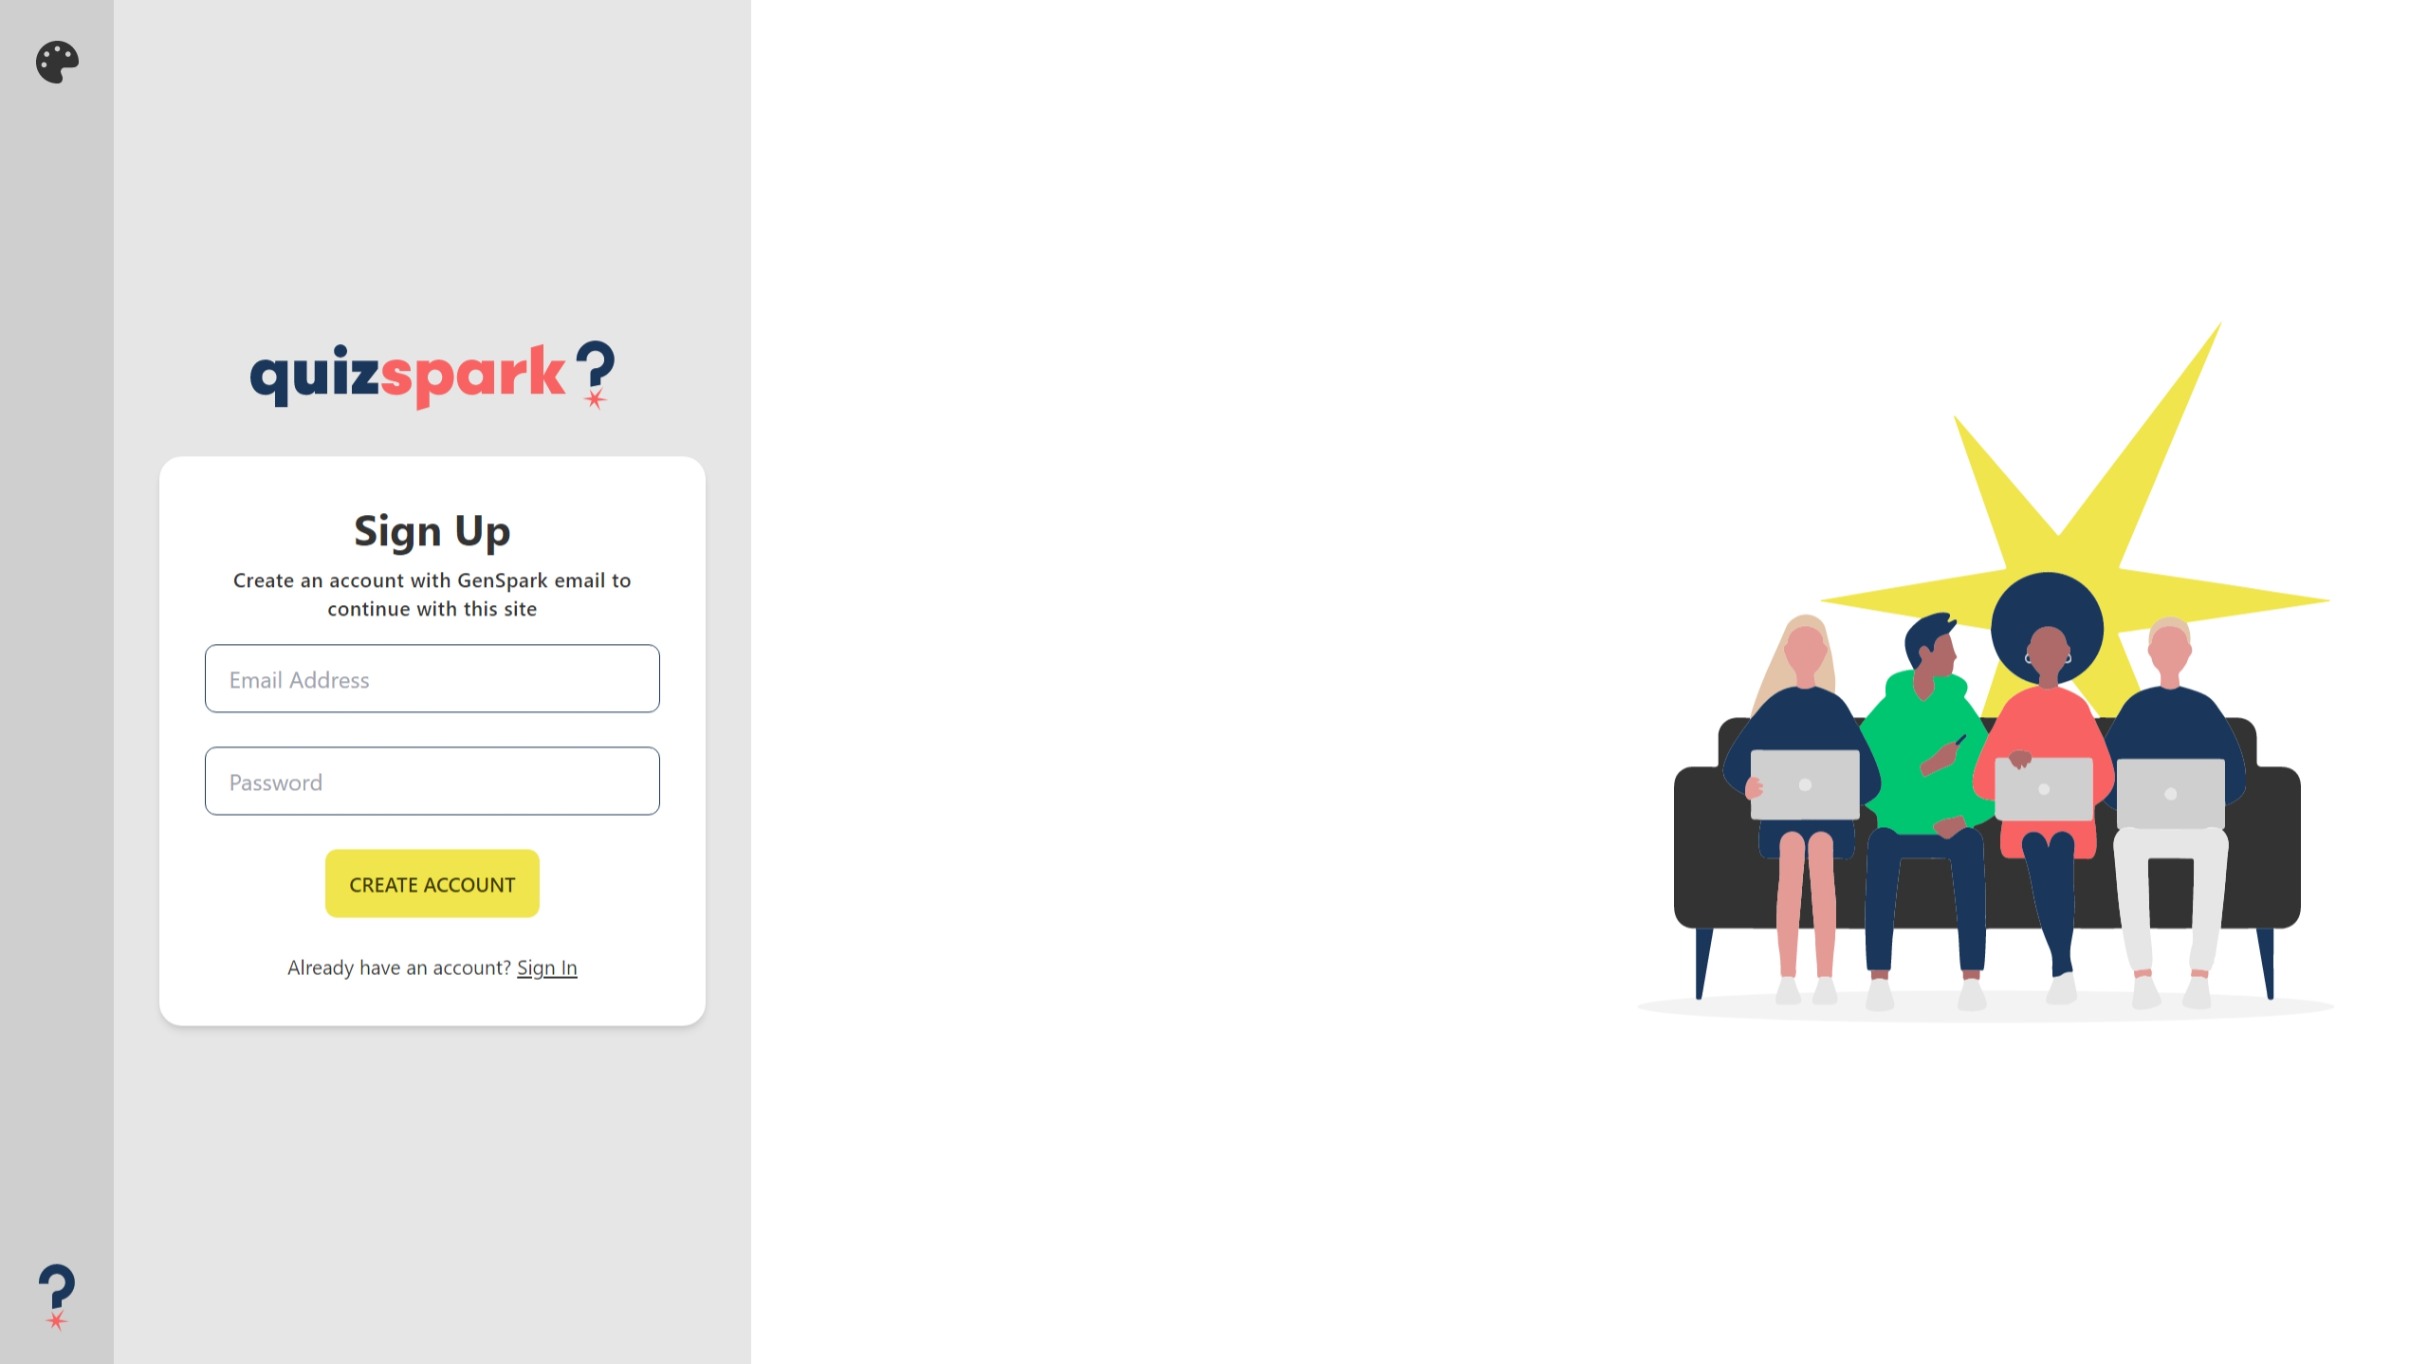 quizspark?
Sign Up
Create an account with GenSpark email to
continue with this site
Email Address
Password
CREATE ACCOUNT
Already have an account? Sign In
?